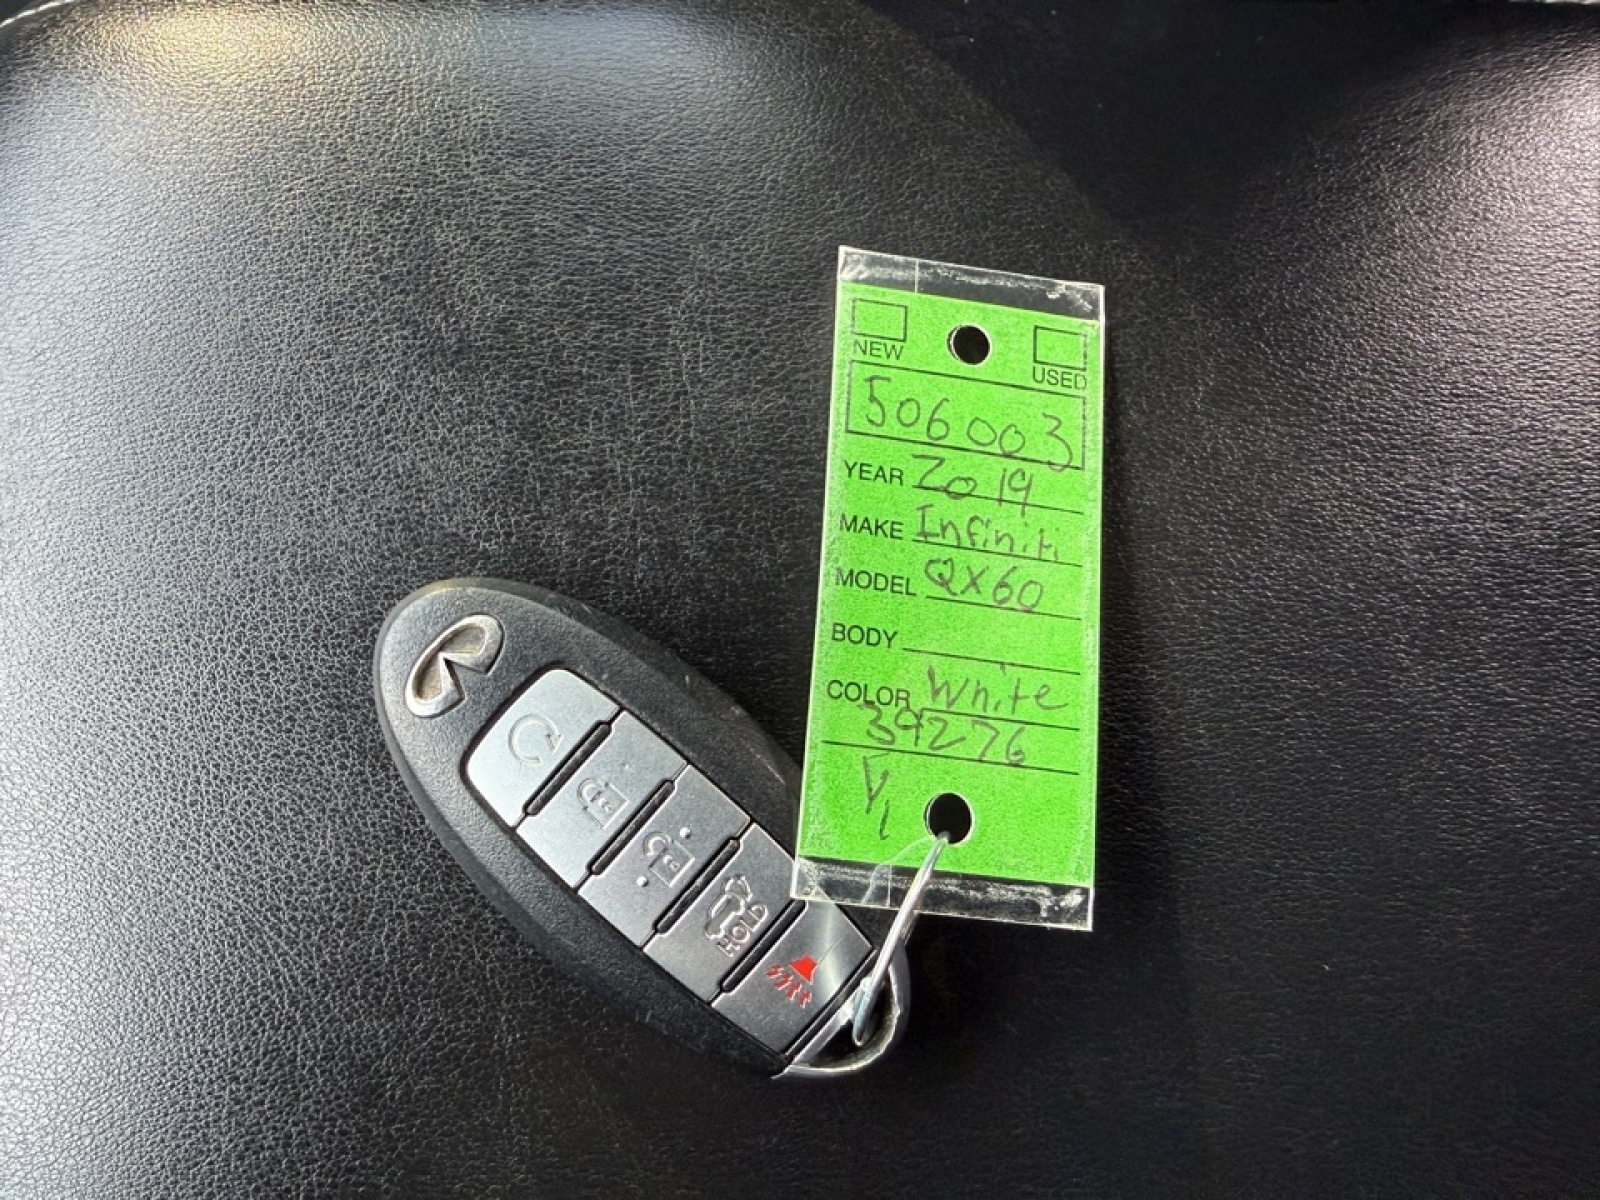 NEW
USED
506003
YEAR 2019
MAKE Infiniti
MODEL QX60
BODY
COLOR White
39276
HOLD